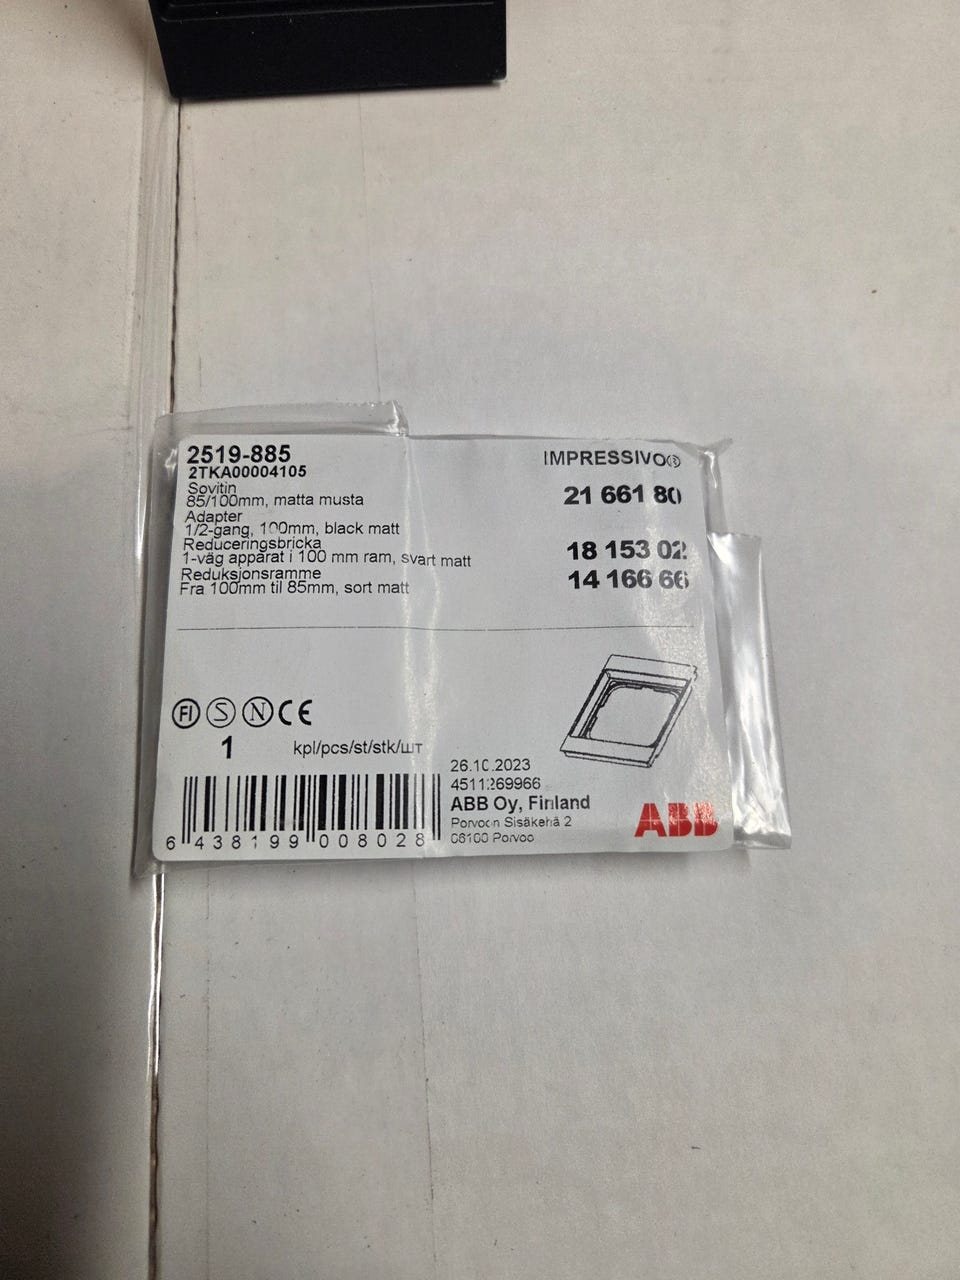 2519-885
2TKA00004105
IMPRESSIVO®
Sovitin
85/100mm, matta musta
21 661 80
Adapter
1/2-gang, 100mm, black matt
Reduceringsbricka
1-väg apparat i 100 mm ram, svart matt
18 153 02
Reduksjonsramme
Fra 100mm til 85mm, sort matt
14 166 66
FI S N CE
1 kpl/pcs/st/stk/шт
26.10.2023
4511269966
ABB Oy, Finland
Porvoon Sisäkehä 2
06100 Porvoo
ABB
6 438199 008028